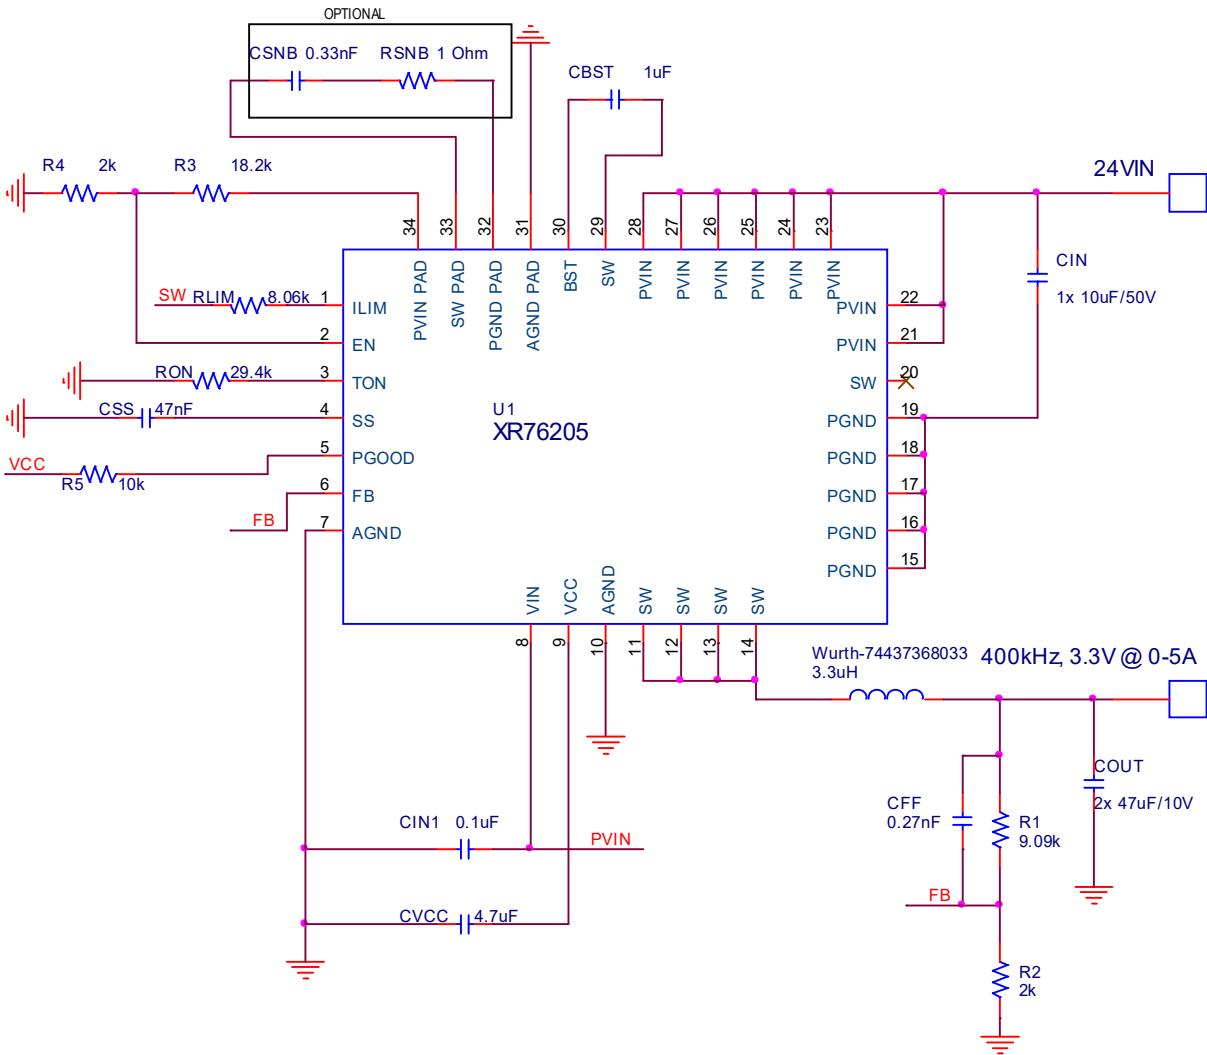 OPTIONAL
CSNB 0.33nF RSNB 1 Ohm
CBST 1uF
R4 2k R3 18.2k
24VIN
34 33 32 31 30 29 28 27 26 25 24 23
PVIN PAD SW PAD PGND PAD AGND PAD BST SW PVIN PVIN PVIN PVIN PVIN PVIN
CIN
1x 10uF/50V
SW RLIM 8.06k 1 ILIM
PVIN 22
2 EN
PVIN 21
RON 29.4k 3 TON
SW 20
CSS 47nF 4 SS
PGND 19
U1
XR76205
VCC R5 10k 5 PGOOD
PGND 18
FB 6 FB
PGND 17
7 AGND
PGND 16
PGND 15
VIN VCC AGND SW SW SW SW
8 9 10 11 12 13 14
Wurth-74437368033
3.3uH
400kHz, 3.3V @ 0-5A
COUT
2x 47uF/10V
CFF
0.27nF
R1
9.09k
CIN1 0.1uF PVIN
FB
CVCC 4.7uF
R2
2k